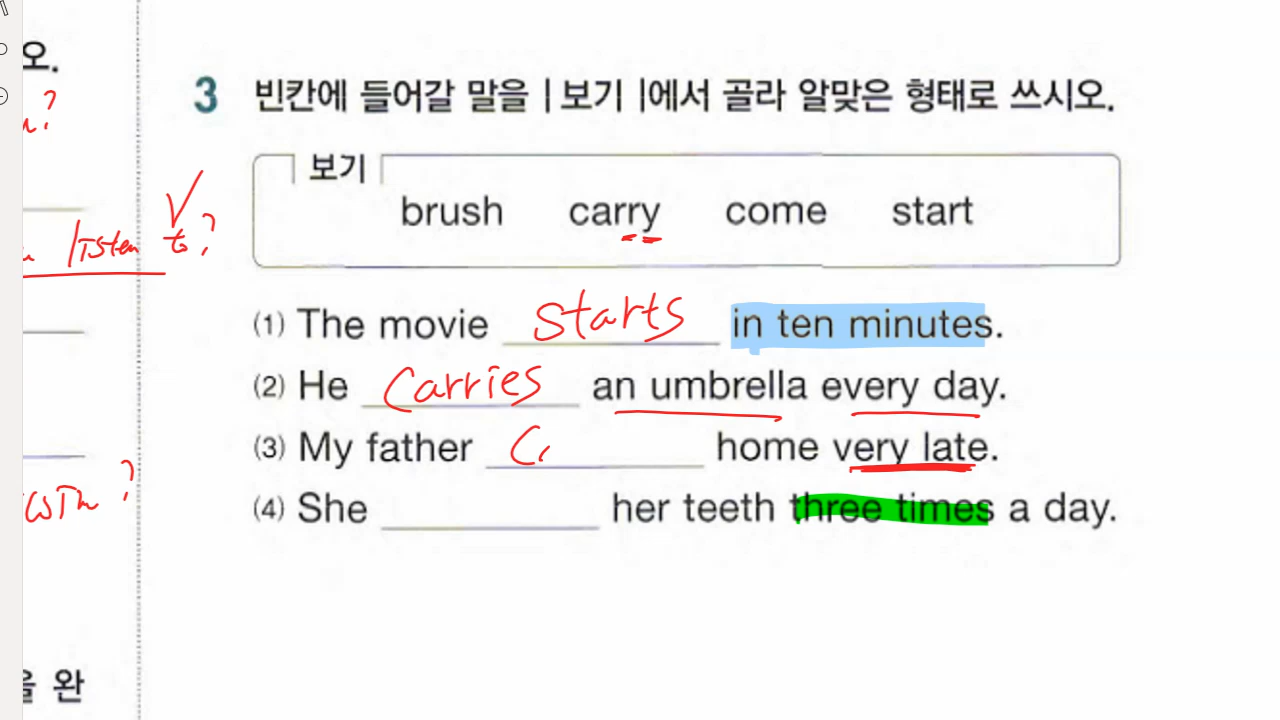 오.
?
3 빈칸에 들어갈 말을 | 보기 |에서 골라 알맞은 형태로 쓰시오.
보기
brush carry come start
listen to?
(1) The movie starts in ten minutes.
(2) He carries an umbrella every day.
(3) My father home very late.
(4) She her teeth three times a day.
?
을 완